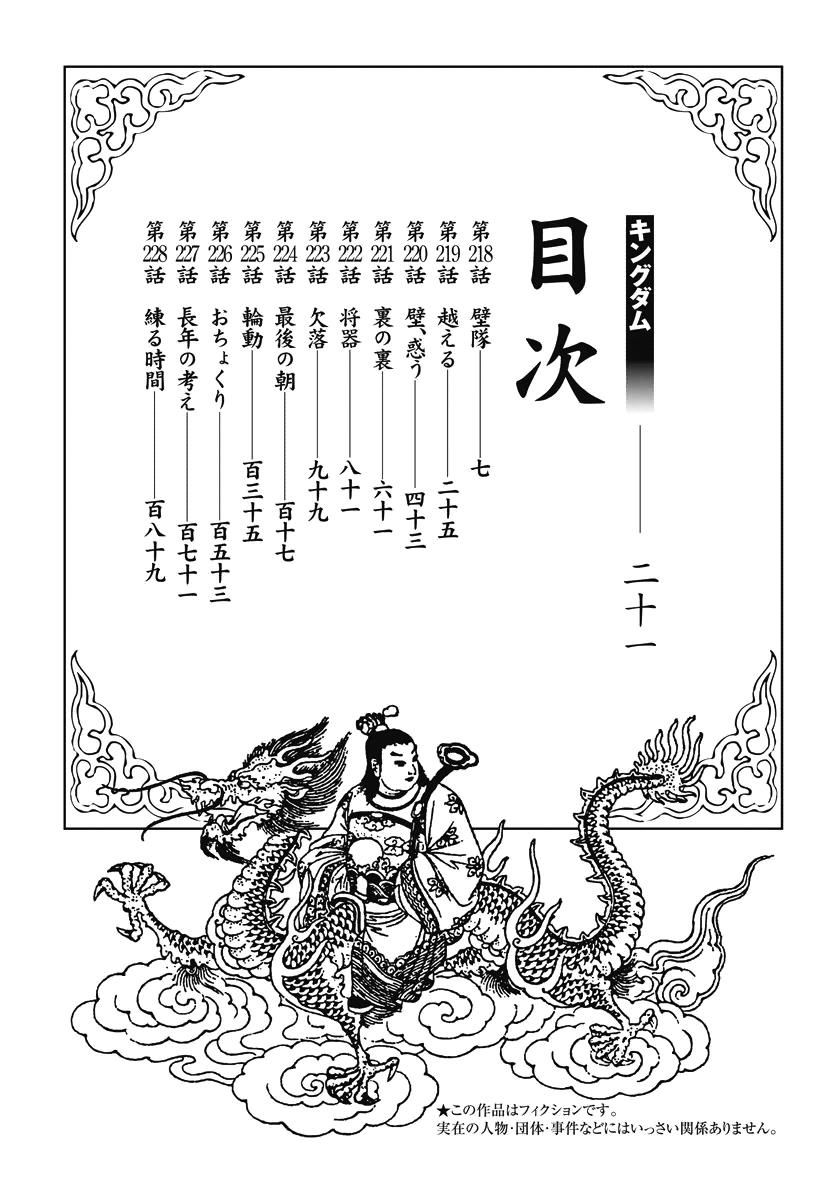 キングダム 二十一
目次
第218話 壁隊 七
第219話 越える 二十五
第220話 壁、惑う 四十三
第221話 裏の裏 六十一
第222話 将器 八十一
第223話 欠落 九十九
第224話 最後の朝 百十七
第225話 輪動 百三十五
第226話 おちょくり 百五十三
第227話 長年の考え 百七十一
第228話 練る時間 百八十九
★この作品はフィクションです。
実在の人物・団体・事件などにはいっさい関係ありません。